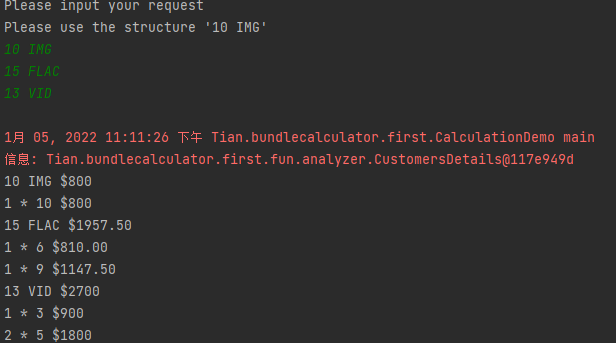 Please input your request
Please use the structure '10 IMG'
10 IMG
15 FLAC
13 VID
1月 05, 2022 11:11:26 下午 Tian.bundlecalculator.first.CalculationDemo main
信息: Tian.bundlecalculator.first.fun.analyzer.CustomersDetails@117e949d
10 IMG $800
1 * 10 $800
15 FLAC $1957.50
1 * 6 $810.00
1 * 9 $1147.50
13 VID $2700
1 * 3 $900
2 * 5 $1800